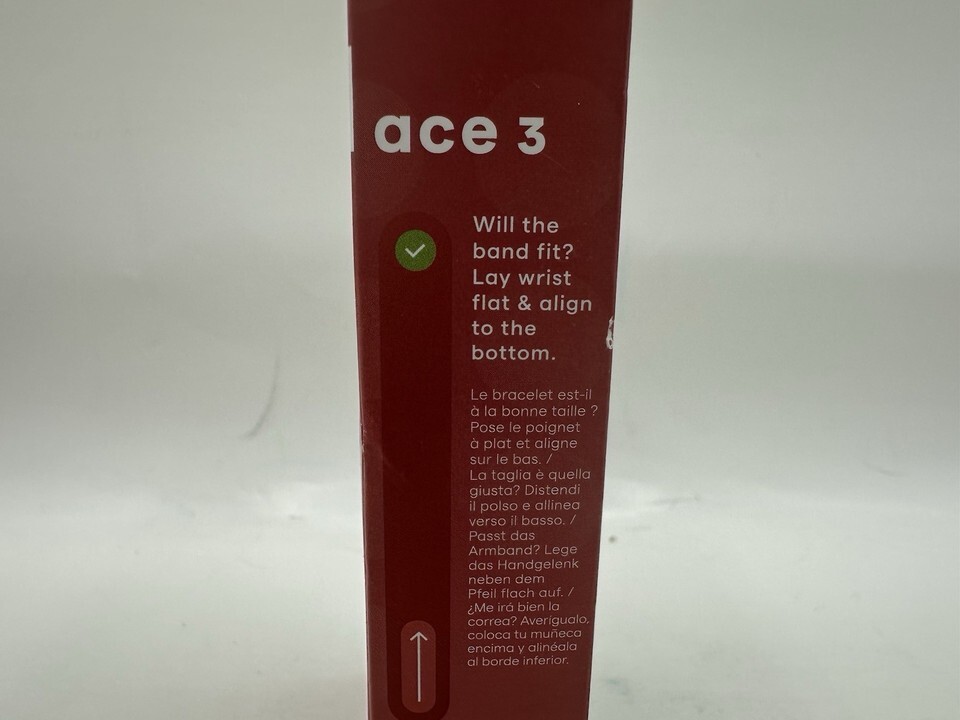 ace 3
Will the
band fit?
Lay wrist
flat & align
to the
bottom.
Le bracelet est-il
à la bonne taille ?
Pose le poignet
à plat et aligne
sur le bas. /
La taglia è quella
giusta? Distendi
il polso e allinea
verso il basso. /
Passt das
Armband? Lege
das Handgelenk
neben dem
Pfeil flach auf. /
¿Me irá bien la
correa? Averígualo,
coloca tu muñeca
encima y alinéala
al borde inferior.